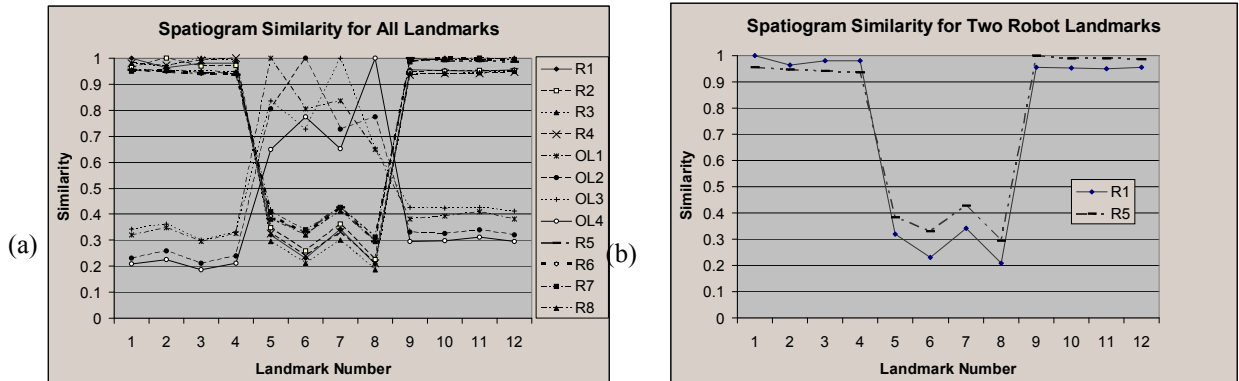 (a)
Spatiogram Similarity for All Landmarks
Similarity
1
0.9
0.8
0.7
0.6
0.5
0.4
0.3
0.2
0.1
0
1 2 3 4 5 6 7 8 9 10 11 12
Landmark Number
R1
R2
R3
R4
OL1
OL2
OL3
OL4
R5
R6
R7
R8
(b)
Spatiogram Similarity for Two Robot Landmarks
Similarity
1
0.9
0.8
0.7
0.6
0.5
0.4
0.3
0.2
0.1
0
1 2 3 4 5 6 7 8 9 10 11 12
Landmark Number
R1
R5